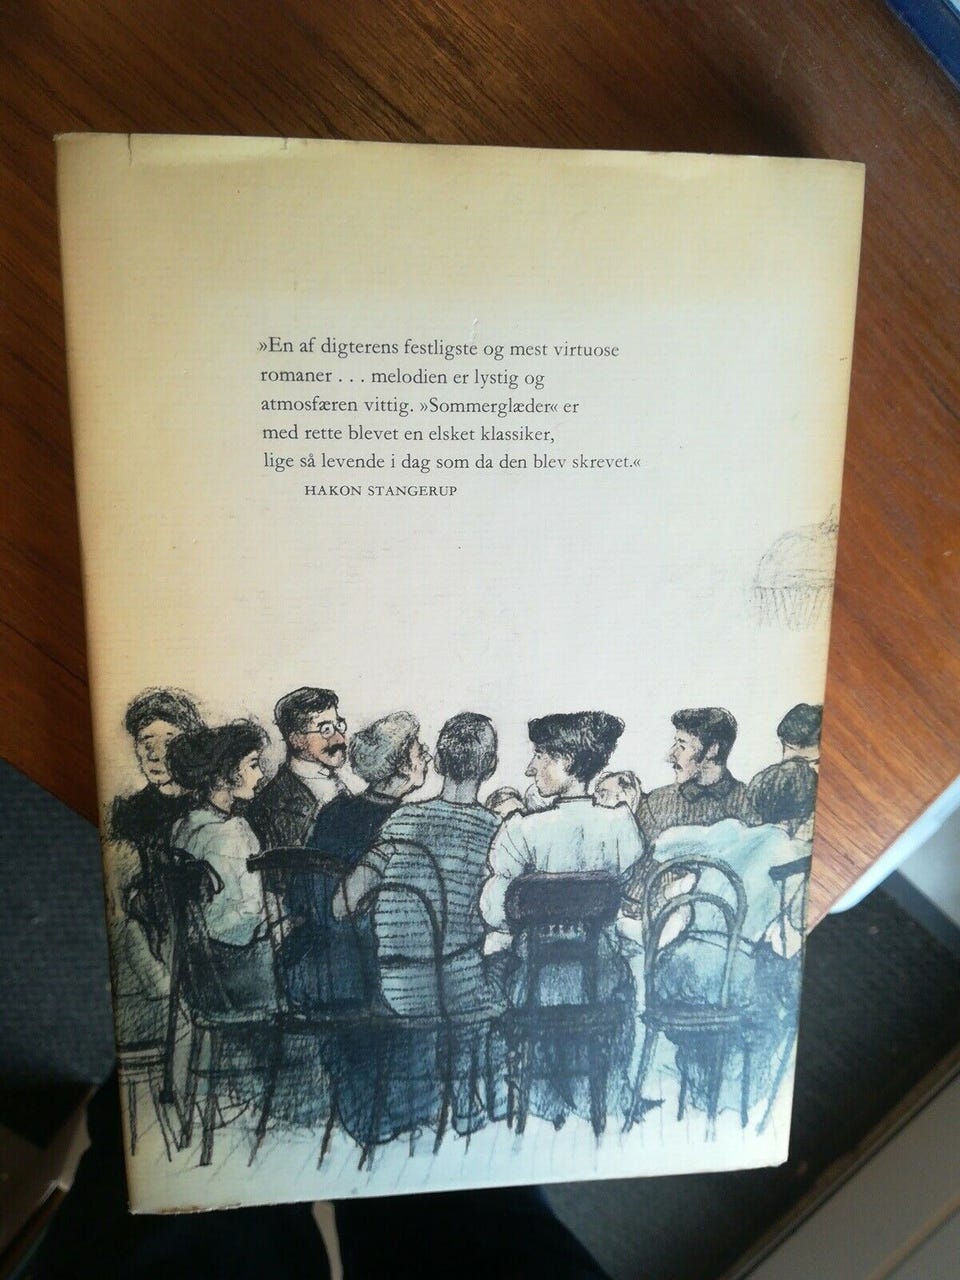 »En af digterens festligste og mest virtuose
romaner . . . melodien er lystig og
atmosfæren vittig. »Sommerglæder« er
med rette blevet en elsket klassiker,
lige så levende i dag som da den blev skrevet.«
HAKON STANGERUP